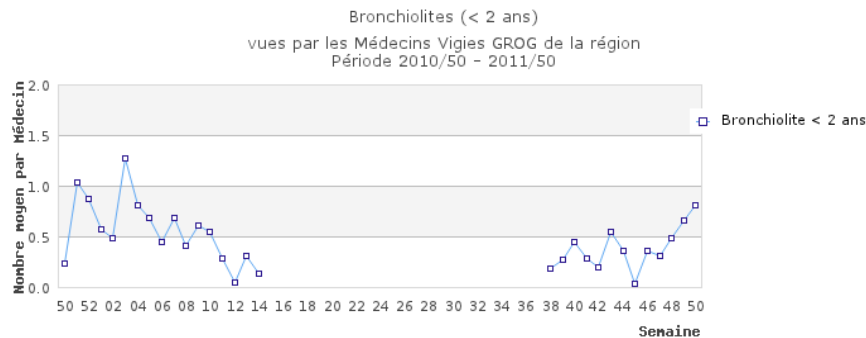 Bronchiolites (< 2 ans)
vues par les Médecins Vigies GROG de la région
Période 2010/50 - 2011/50
Nombre moyen par Médecin
2.0
1.5
1.0
0.5
0.0
Bronchiolite < 2 ans
50 52 02 04 06 08 10 12 14 16 18 20 22 24 26 28 30 32 34 36 38 40 42 44 46 48 50
Semaine